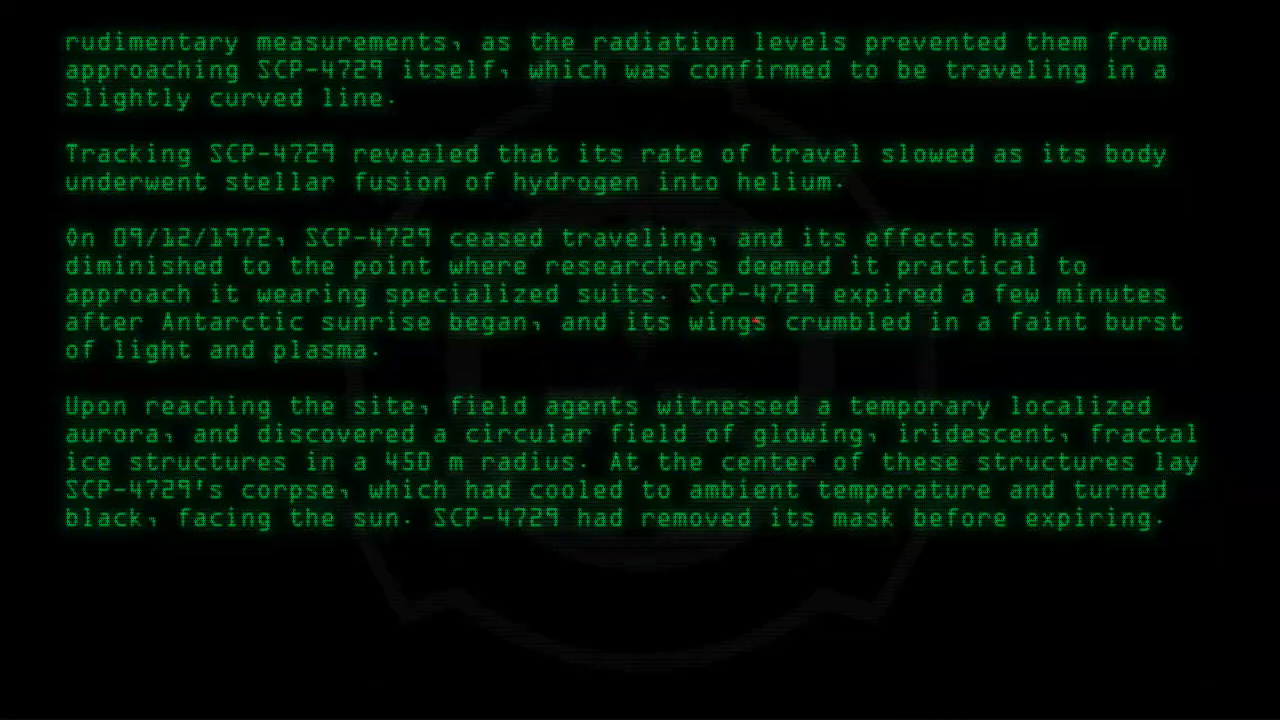 rudimentary measurements, as the radiation levels prevented them from
approaching SCP-4729 itself, which was confirmed to be traveling in a
slightly curved line.
Tracking SCP-4729 revealed that its rate of travel slowed as its body
underwent stellar fusion of hydrogen into helium.
On 09/12/1972, SCP-4729 ceased traveling, and its effects had
diminished to the point where researchers deemed it practical to
approach it wearing specialized suits. SCP-4729 expired a few minutes
after Antarctic sunrise began, and its wings crumbled in a faint burst
of light and plasma.
Upon reaching the site, field agents witnessed a temporary localized
aurora, and discovered a circular field of glowing, iridescent, fractal
ice structures in a 450 m radius. At the center of these structures lay
SCP-4729's corpse, which had cooled to ambient temperature and turned
black, facing the sun. SCP-4729 had removed its mask before expiring.